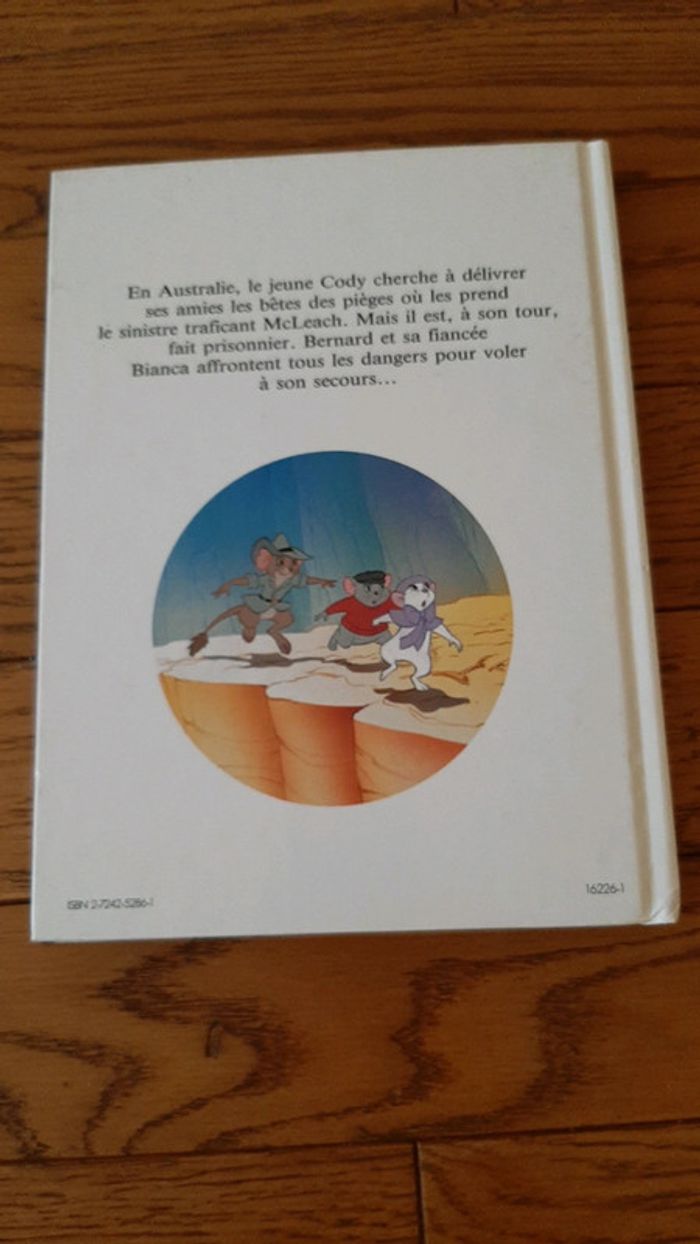 En Australie, le jeune Cody cherche à délivrer
ses amies les bêtes des pièges où les prend
le sinistre traficant McLeach. Mais il est, à son tour,
fait prisonnier. Bernard et sa fiancée
Bianca affrontent tous les dangers pour voler
à son secours...
ISBN 2-7242-5286-1
16226-1